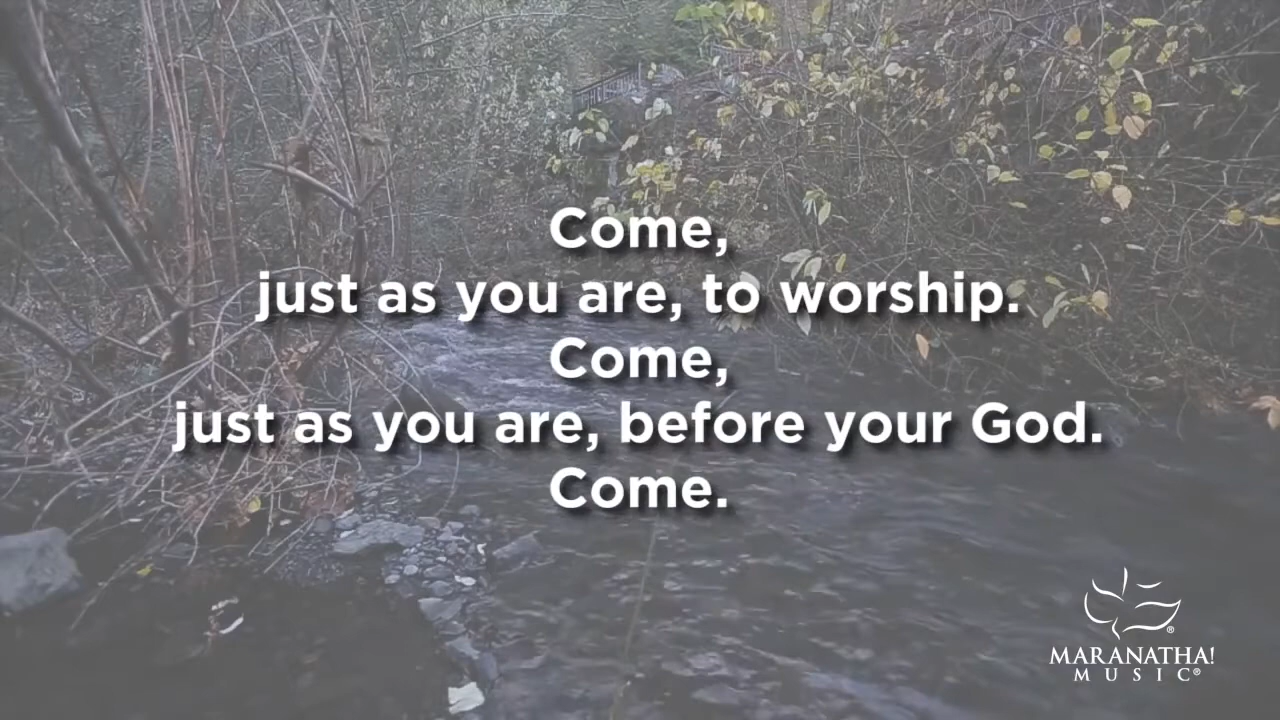 Come,
just as you are, to worship.
Come,
just as you are, before your God.
Come.
MARANATHA!
MUSIC®